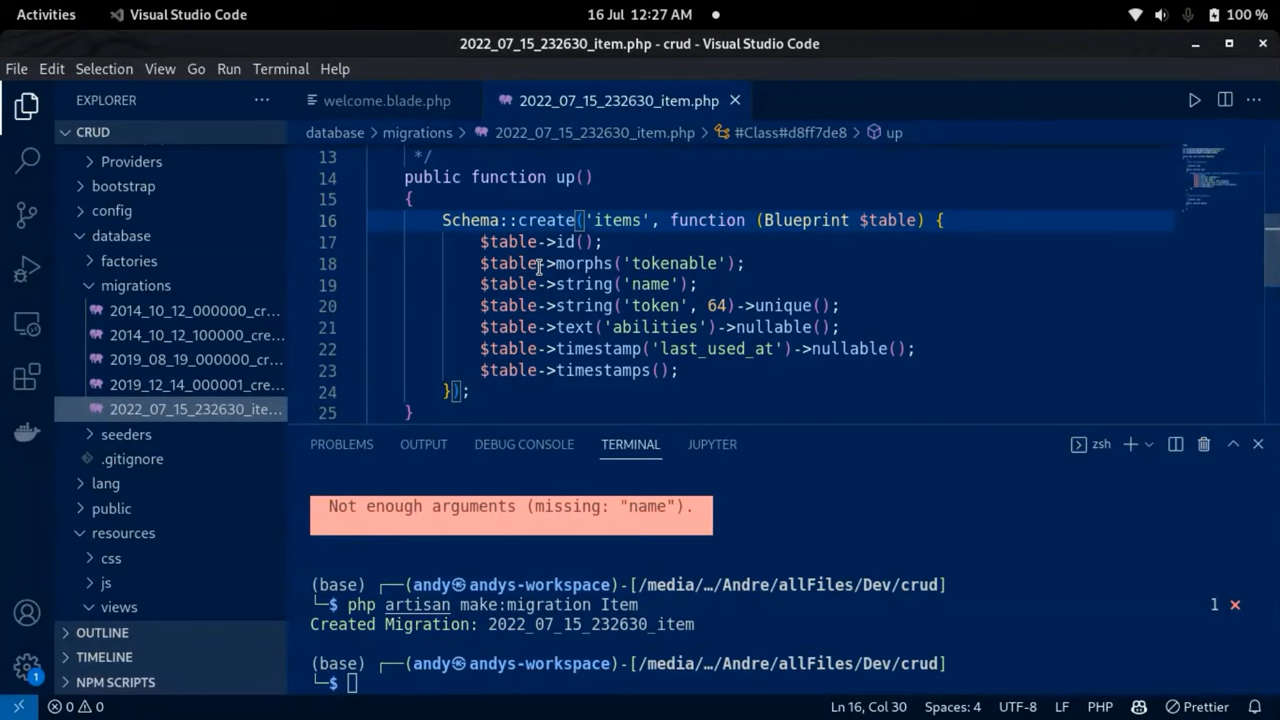 Activities
Visual Studio Code
16 Jul 12:27 AM
100 %
2022_07_15_232630_item.php - crud - Visual Studio Code
File Edit Selection View Go Run Terminal Help
EXPLORER
welcome.blade.php
2022_07_15_232630_item.php
CRUD
database > migrations > 2022_07_15_232630_item.php > #Class#d8ff7de8 > up
Providers
bootstrap
config
database
factories
migrations
2014_10_12_000000_cr...
2014_10_12_100000_cre...
2019_08_19_000000_cr...
2019_12_14_000001_cre...
2022_07_15_232630_ite...
seeders
.gitignore
lang
public
resources
css
js
views
OUTLINE
TIMELINE
NPM SCRIPTS
13 */
14 public function up()
15 {
16 Schema::create('items', function (Blueprint $table) {
17 $table->id();
18 $table->morphs('tokenable');
19 $table->string('name');
20 $table->string('token', 64)->unique();
21 $table->text('abilities')->nullable();
22 $table->timestamp('last_used_at')->nullable();
23 $table->timestamps();
24 });
25 }
PROBLEMS OUTPUT DEBUG CONSOLE TERMINAL JUPYTER
zsh
Not enough arguments (missing: "name").
(base) ┌──(andy㉿andys-workspace)-[/media/…/Andre/allFiles/Dev/crud]
└─$ php artisan make:migration Item
1 ✕
Created Migration: 2022_07_15_232630_item
(base) ┌──(andy㉿andys-workspace)-[/media/…/Andre/allFiles/Dev/crud]
└─$
1
0 0
Ln 16, Col 30 Spaces: 4 UTF-8 LF PHP Prettier